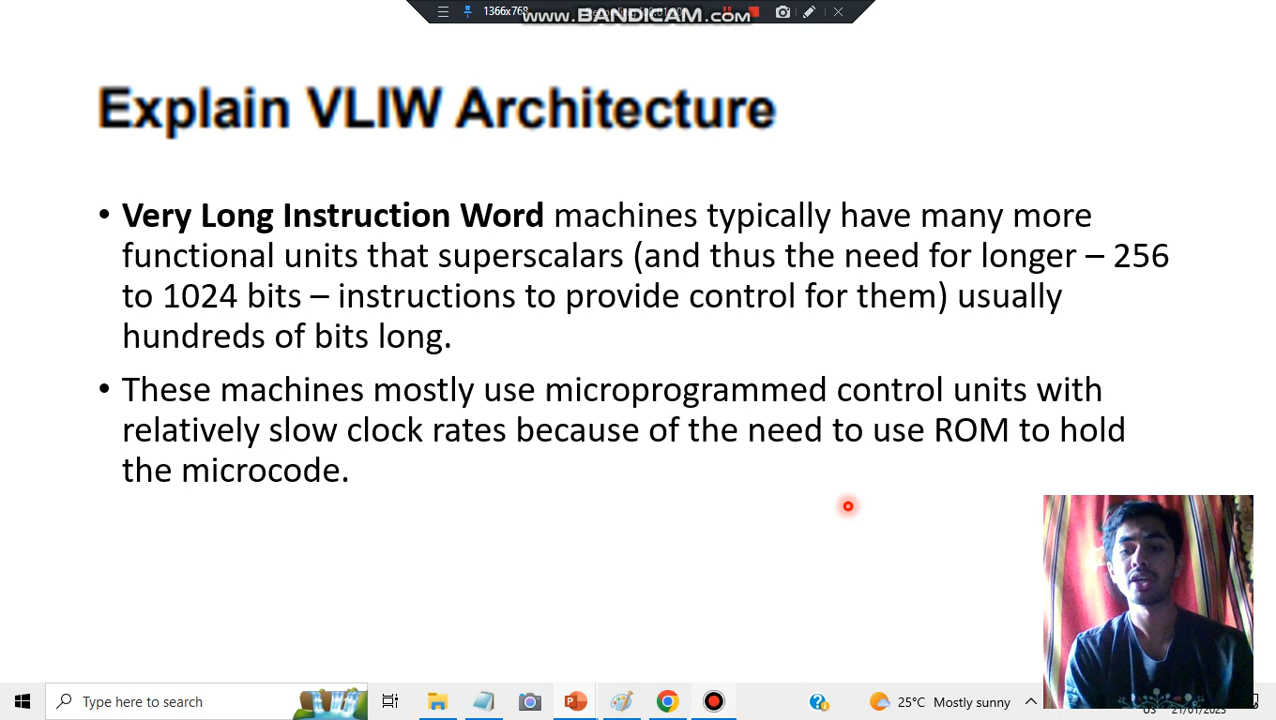 1366x768
www.BANDICAM.com
Explain VLIW Architecture
• Very Long Instruction Word machines typically have many more
functional units that superscalars (and thus the need for longer – 256
to 1024 bits – instructions to provide control for them) usually
hundreds of bits long.
• These machines mostly use microprogrammed control units with
relatively slow clock rates because of the need to use ROM to hold
the microcode.
Type here to search
25°C Mostly sunny
21/01/2023